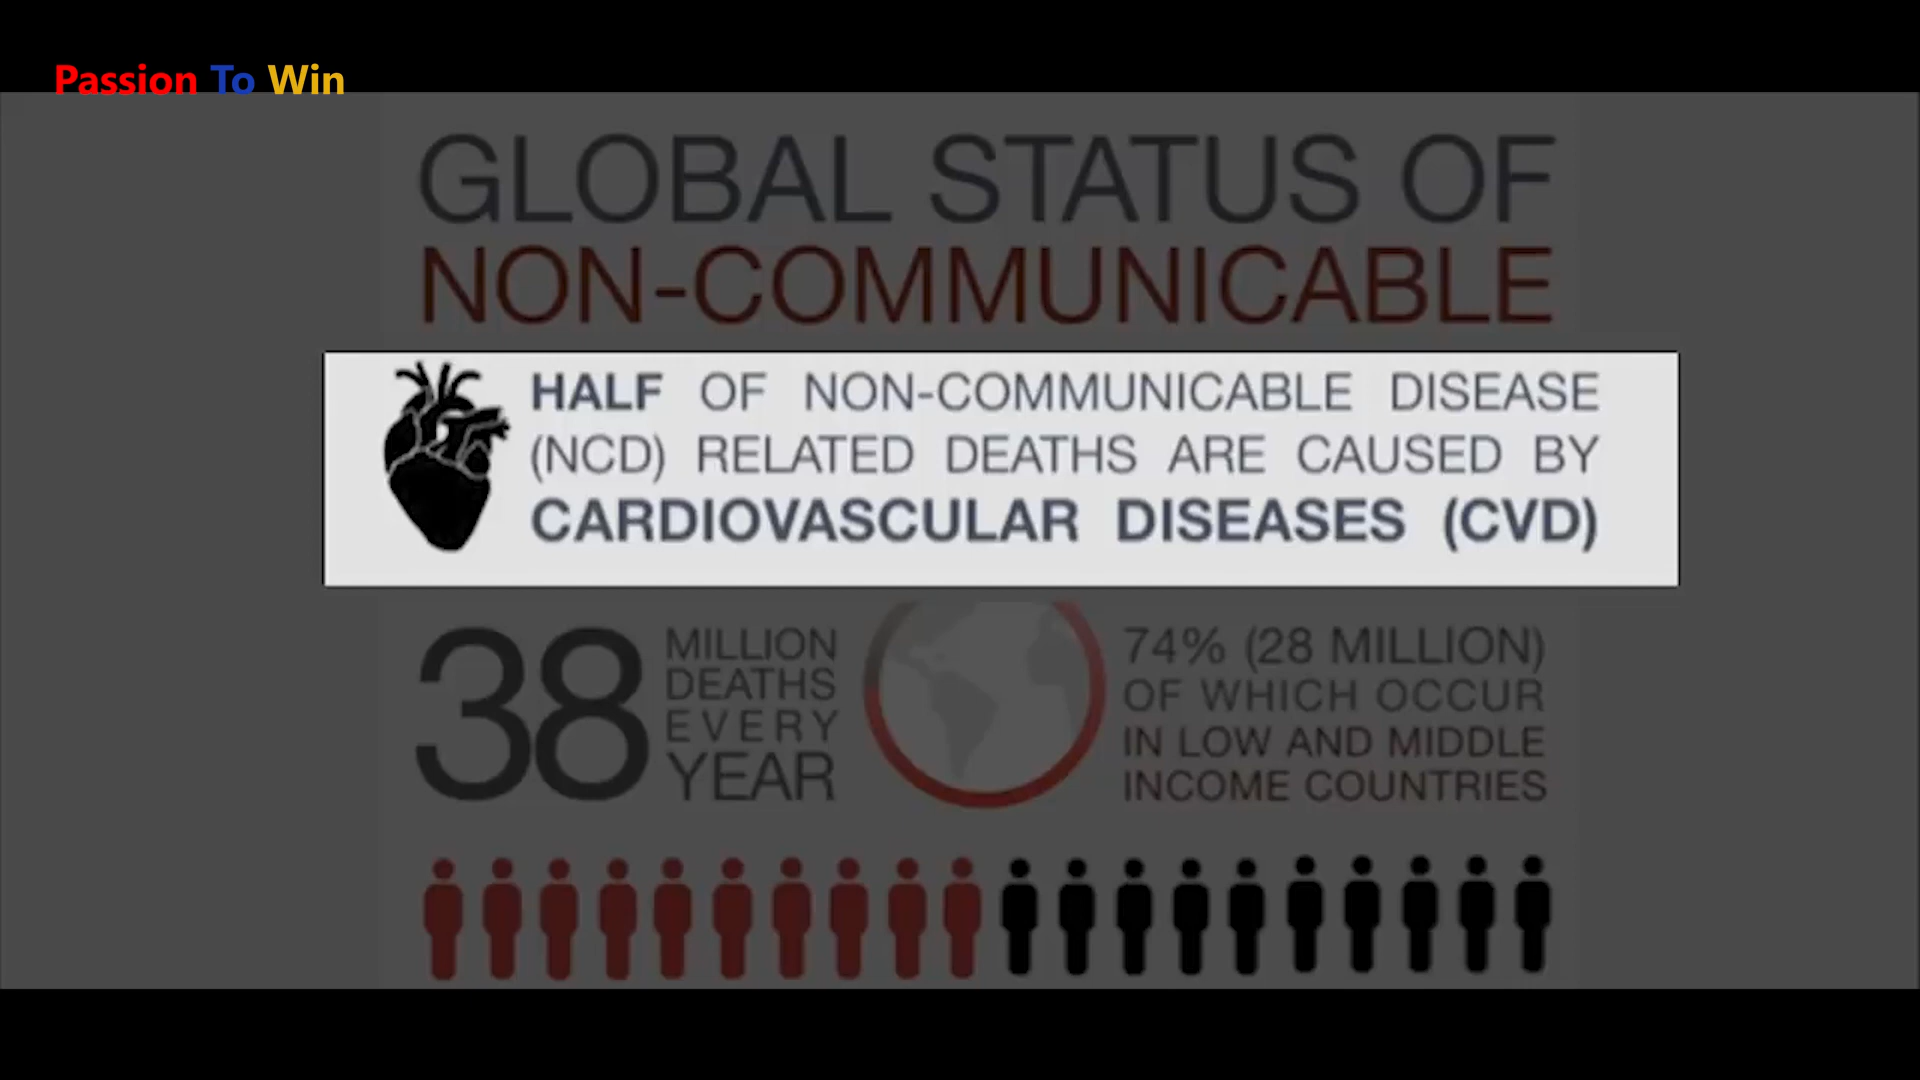 Passion To Win
GLOBAL STATUS OF
NON-COMMUNICABLE
HALF OF NON-COMMUNICABLE DISEASE
(NCD) RELATED DEATHS ARE CAUSED BY
CARDIOVASCULAR DISEASES (CVD)
38
MILLION
DEATHS
EVERY
YEAR
74% (28 MILLION)
OF WHICH OCCUR
IN LOW AND MIDDLE
INCOME COUNTRIES